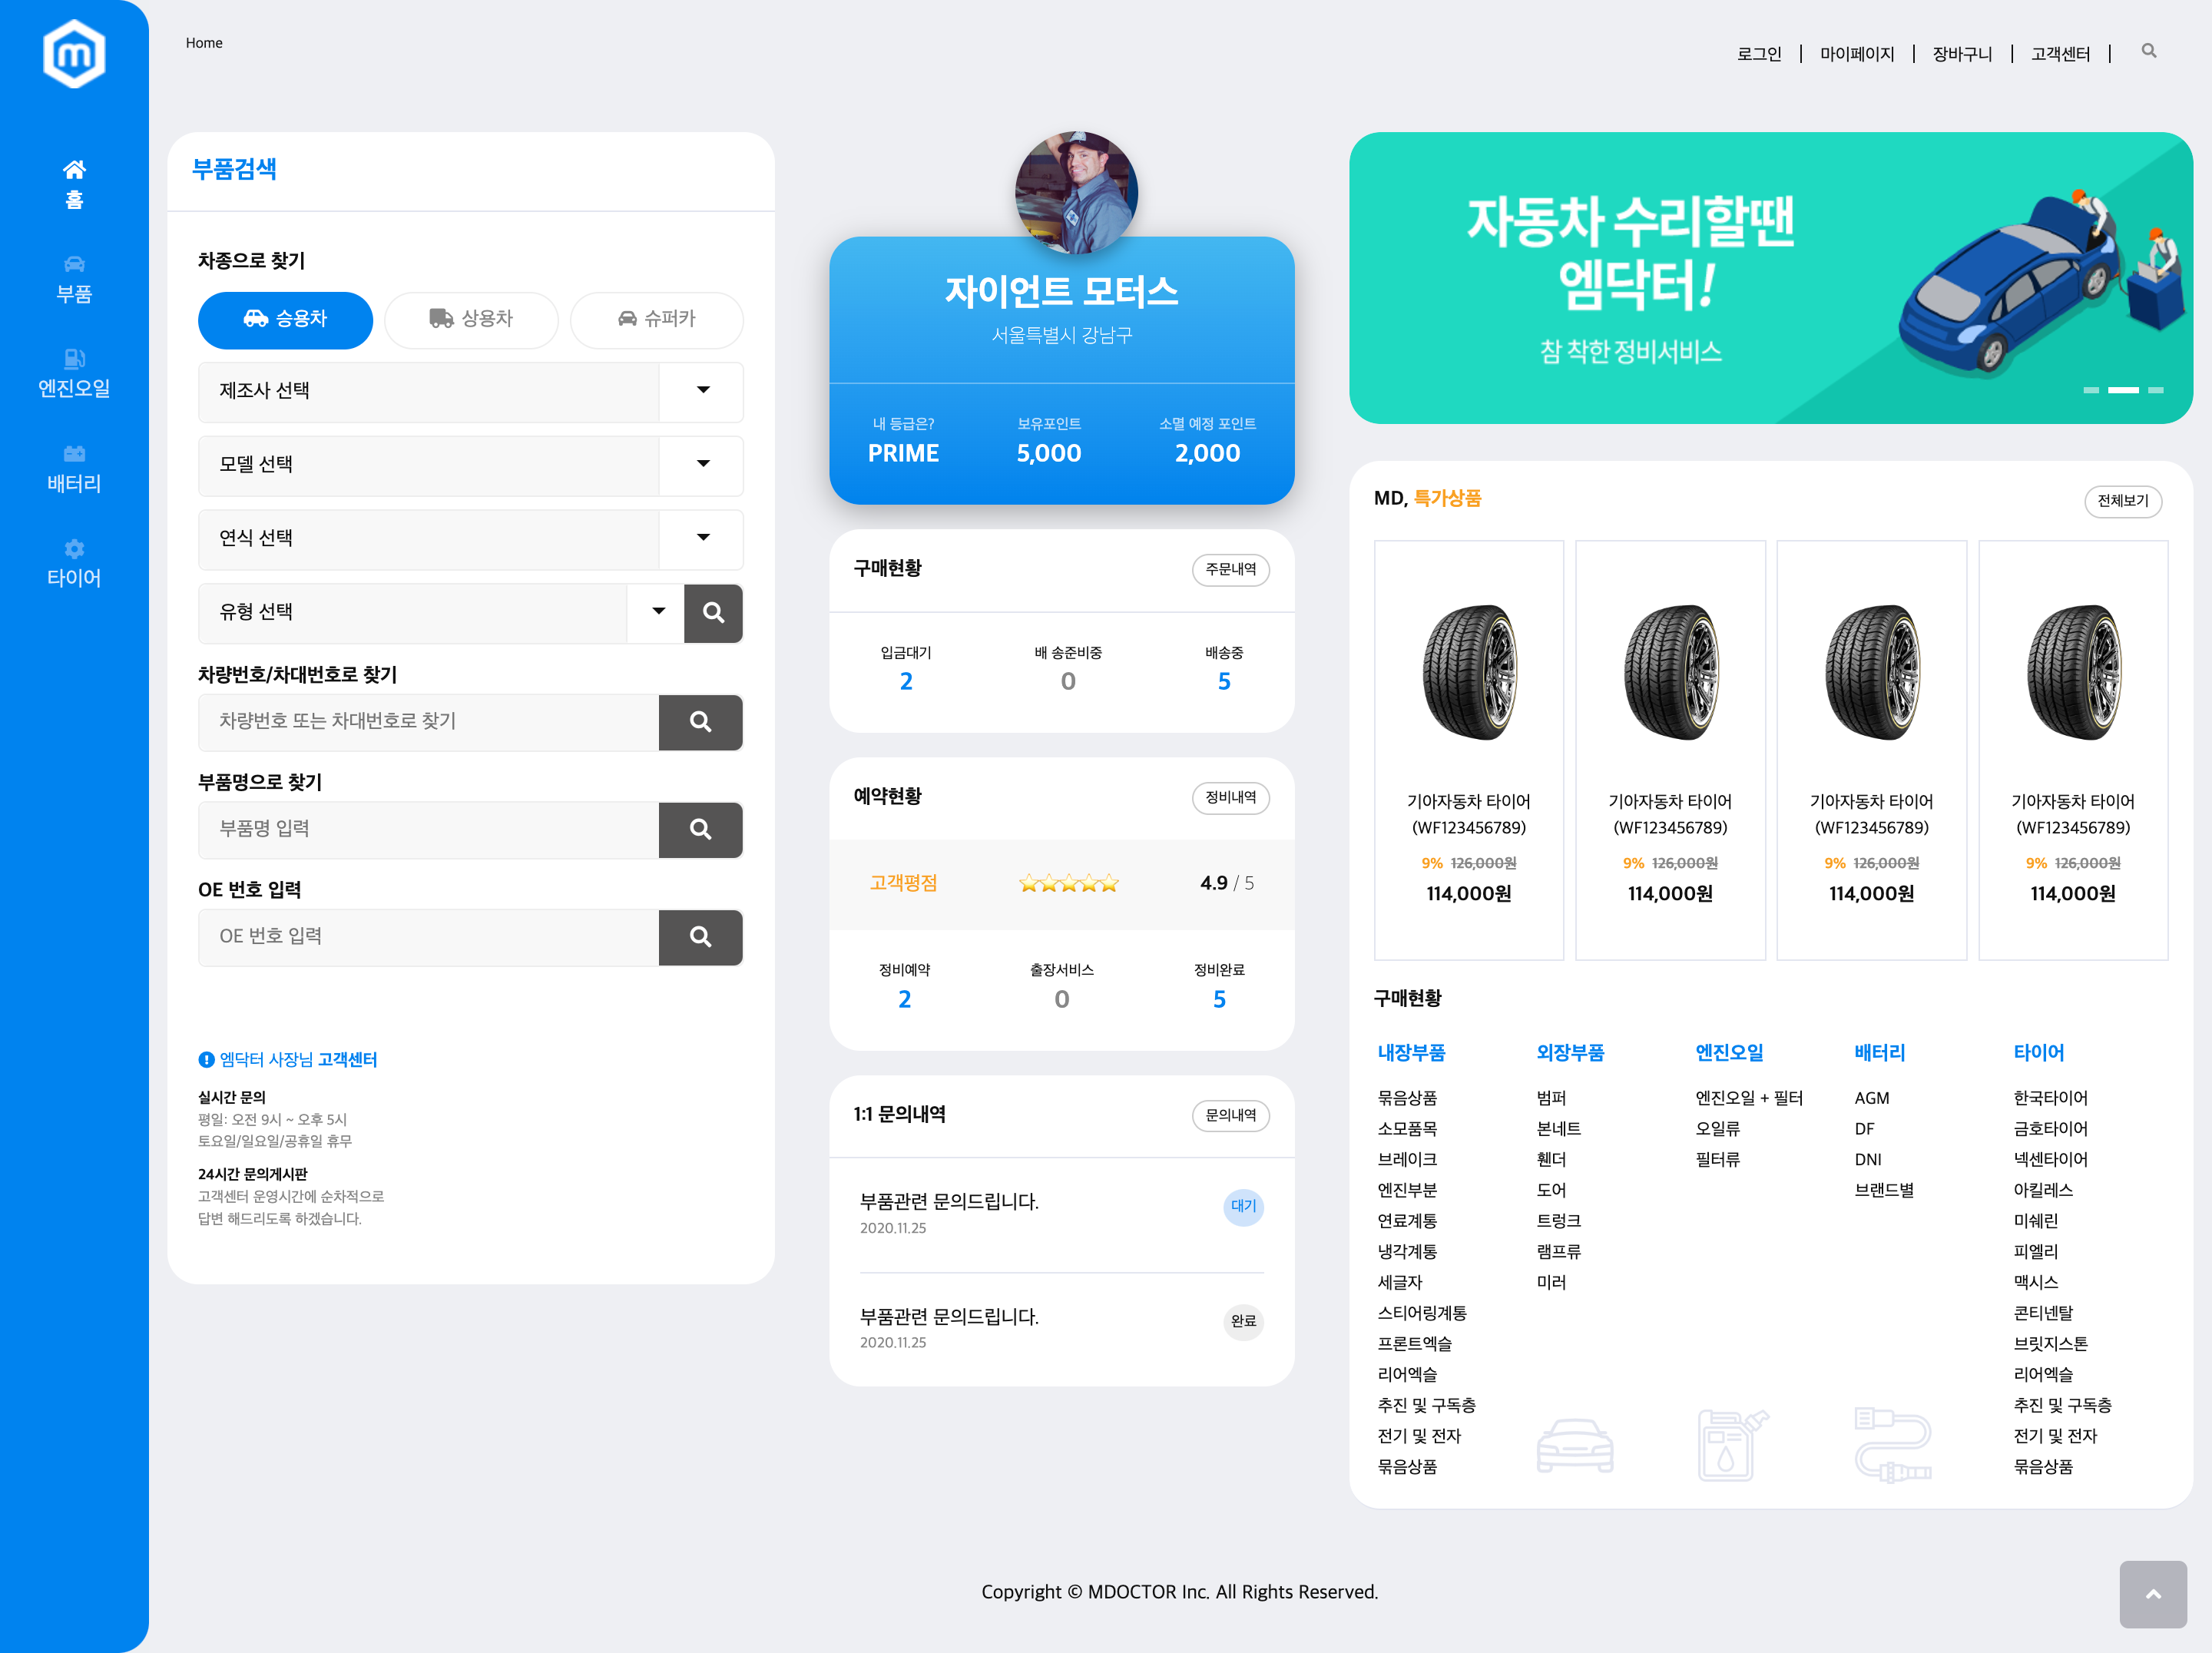 m
Home
로그인 | 마이페이지 | 장바구니 | 고객센터 |
홈
부품
엔진오일
배터리
타이어
부품검색
차종으로 찾기
승용차
상용차
슈퍼카
제조사 선택
모델 선택
연식 선택
유형 선택
차량번호/차대번호로 찾기
차량번호 또는 차대번호로 찾기
부품명으로 찾기
부품명 입력
OE 번호 입력
OE 번호 입력
엠닥터 사장님 고객센터
실시간 문의
평일: 오전 9시 ~ 오후 5시
토요일/일요일/공휴일 휴무
24시간 문의게시판
고객센터 운영시간에 순차적으로
답변 해드리도록 하겠습니다.
자이언트 모터스
서울특별시 강남구
내 등급은? 보유포인트 소멸 예정 포인트
PRIME 5,000 2,000
구매현황 주문내역
입금대기 배 송준비중 배송중
2 0 5
예약현황 정비내역
고객평점 4.9 / 5
정비예약 출장서비스 정비완료
2 0 5
1:1 문의내역 문의내역
부품관련 문의드립니다. 대기
2020.11.25
부품관련 문의드립니다. 완료
2020.11.25
자동차 수리할땐
엠닥터!
참 착한 정비서비스
MD, 특가상품 전체보기
기아자동차 타이어
(WF123456789)
9% 126,000원
114,000원
기아자동차 타이어
(WF123456789)
9% 126,000원
114,000원
기아자동차 타이어
(WF123456789)
9% 126,000원
114,000원
기아자동차 타이어
(WF123456789)
9% 126,000원
114,000원
구매현황
내장부품
묶음상품
소모품목
브레이크
엔진부분
연료계통
냉각계통
세글자
스티어링계통
프론트엑슬
리어엑슬
추진 및 구독층
전기 및 전자
묶음상품
외장부품
범퍼
본네트
휀더
도어
트렁크
램프류
미러
엔진오일
엔진오일 + 필터
오일류
필터류
배터리
AGM
DF
DNI
브랜드별
타이어
한국타이어
금호타이어
넥센타이어
아킬레스
미쉐린
피엘리
맥시스
콘티넨탈
브릿지스톤
리어엑슬
추진 및 구독층
전기 및 전자
묶음상품
Copyright © MDOCTOR Inc. All Rights Reserved.